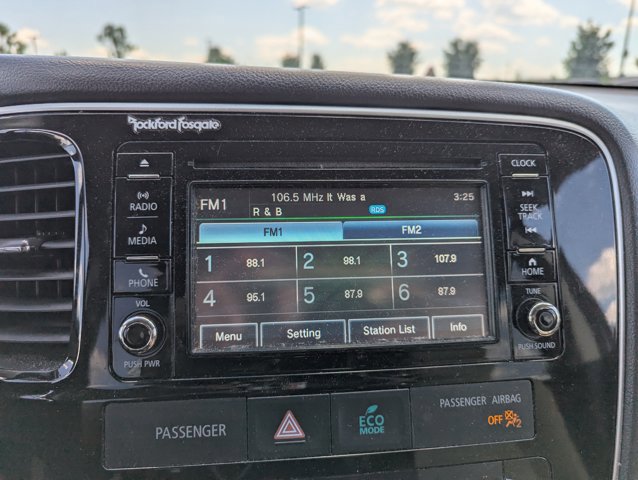 Rockford Fosgate
CLOCK
RADIO
MEDIA
PHONE
VOL
PUSH PWR
FM1 106.5 MHz It Was a 3:25
R & B RDS
FM1 FM2
1 88.1 2 98.1 3 107.9
4 95.1 5 87.9 6 87.9
Menu Setting Station List Info
SEEK
TRACK
HOME
TUNE
PUSH SOUND
PASSENGER
ECO
MODE
PASSENGER AIRBAG
OFF 2